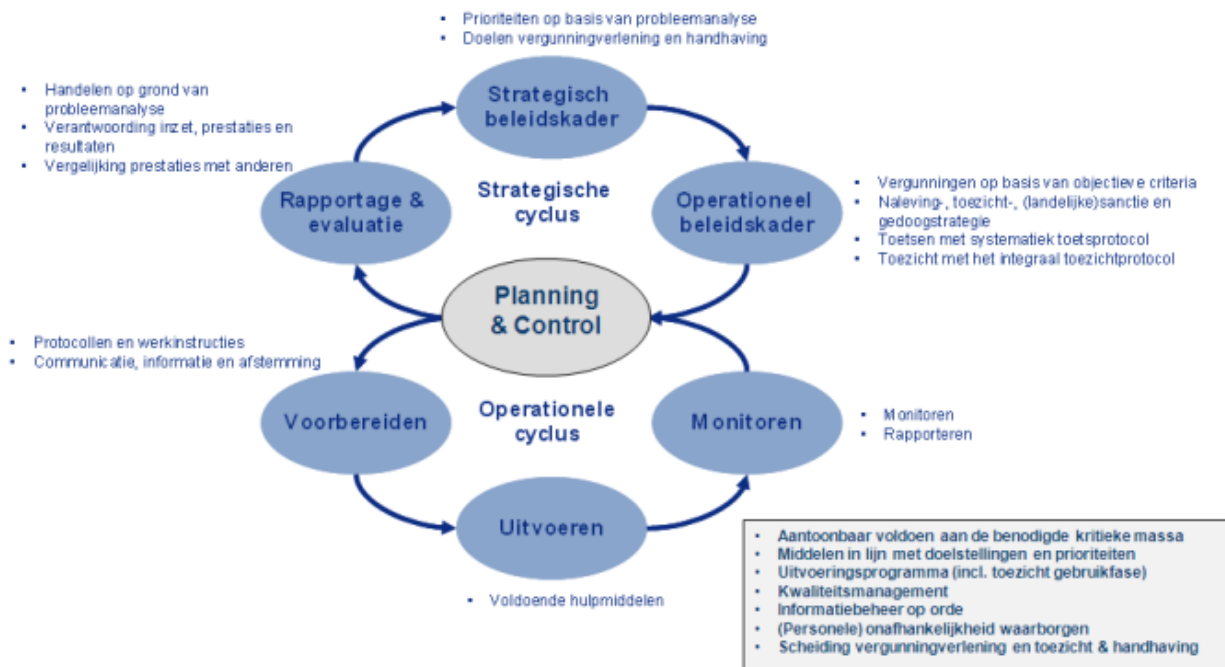 • Prioriteiten op basis van probleemanalyse
• Doelen vergunningverlening en handhaving
Strategisch
beleidskader
• Handelen op grond van
probleemanalyse
• Verantwoording inzet, prestaties en
resultaten
• Vergelijking prestaties met anderen
Rapportage &
evaluatie
Strategische
cyclus
Operationeel
beleidskader
• Vergunningen op basis van objectieve criteria
• Naleving-, toezicht-, (landelijke)sanctie en
gedoogstrategie
• Toetsen met systematiek toetsprotocol
• Toezicht met het integraal toezichtprotocol
Planning
& Control
• Protocollen en werkinstructies
• Communicatie, informatie en afstemming
Voorbereiden
Operationele
cyclus
Monitoren
• Monitoren
• Rapporteren
Uitvoeren
• Voldoende hulpmiddelen
• Aantoonbaar voldoen aan de benodigde kritieke massa
• Middelen in lijn met doelstellingen en prioriteiten
• Uitvoeringsprogramma (incl. toezicht gebruikfase)
• Kwaliteitsmanagement
• Informatiebeheer op orde
• (Personele) onafhankelijkheid waarborgen
• Scheiding vergunningverlening en toezicht & handhaving